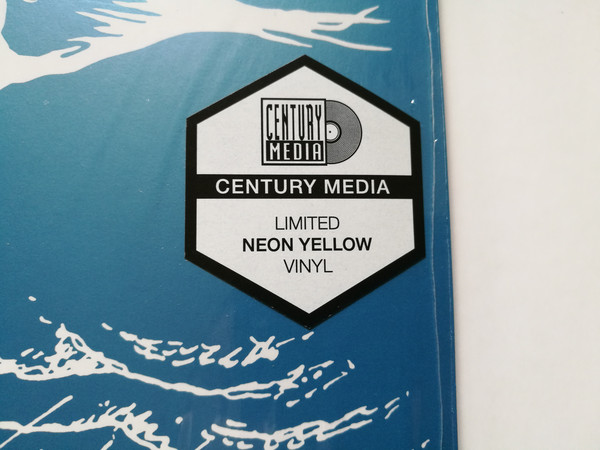 CENTURY
MEDIA
CENTURY MEDIA
LIMITED
NEON YELLOW
VINYL